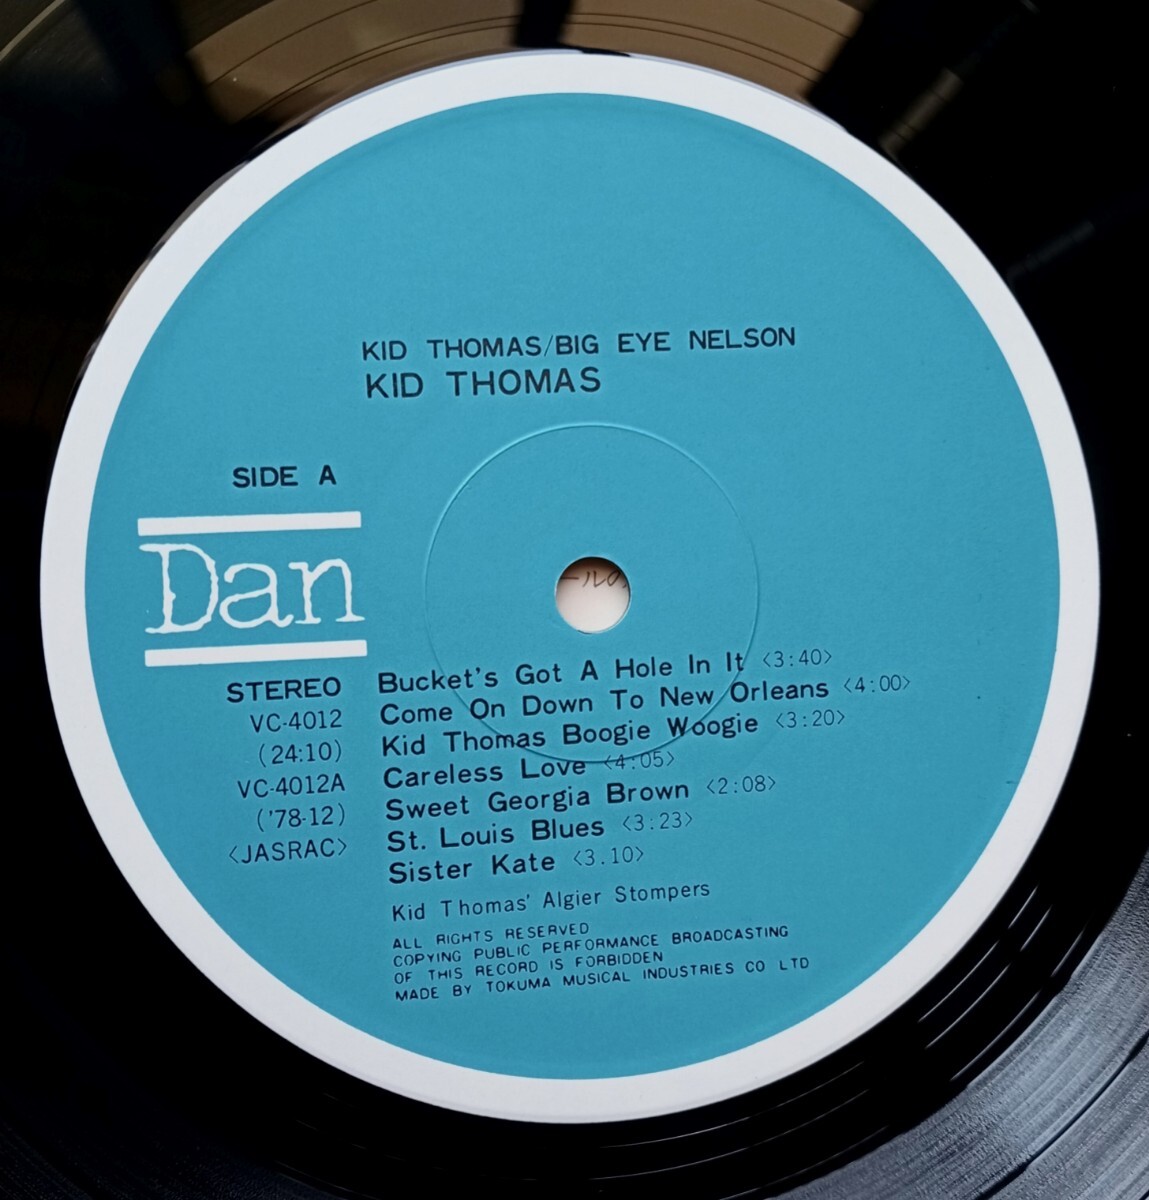 KID THOMAS/BIG EYE NELSON
KID THOMAS
SIDE A
Dan
STEREO
VC-4012
(24:10)
VC-4012A
('78-12)
<JASRAC>
Bucket's Got A Hole In It <3:40>
Come On Down To New Orleans <4:00>
Kid Thomas Boogie Woogie <3:20>
Careless Love <4:05>
Sweet Georgia Brown <2:08>
St. Louis Blues <3:23>
Sister Kate <3.10>
Kid Thomas' Algier Stompers
ALL RIGHTS RESERVED
COPYING PUBLIC PERFORMANCE BROADCASTING
OF THIS RECORD IS FORBIDDEN
MADE BY TOKUMA MUSICAL INDUSTRIES CO LTD
ールの